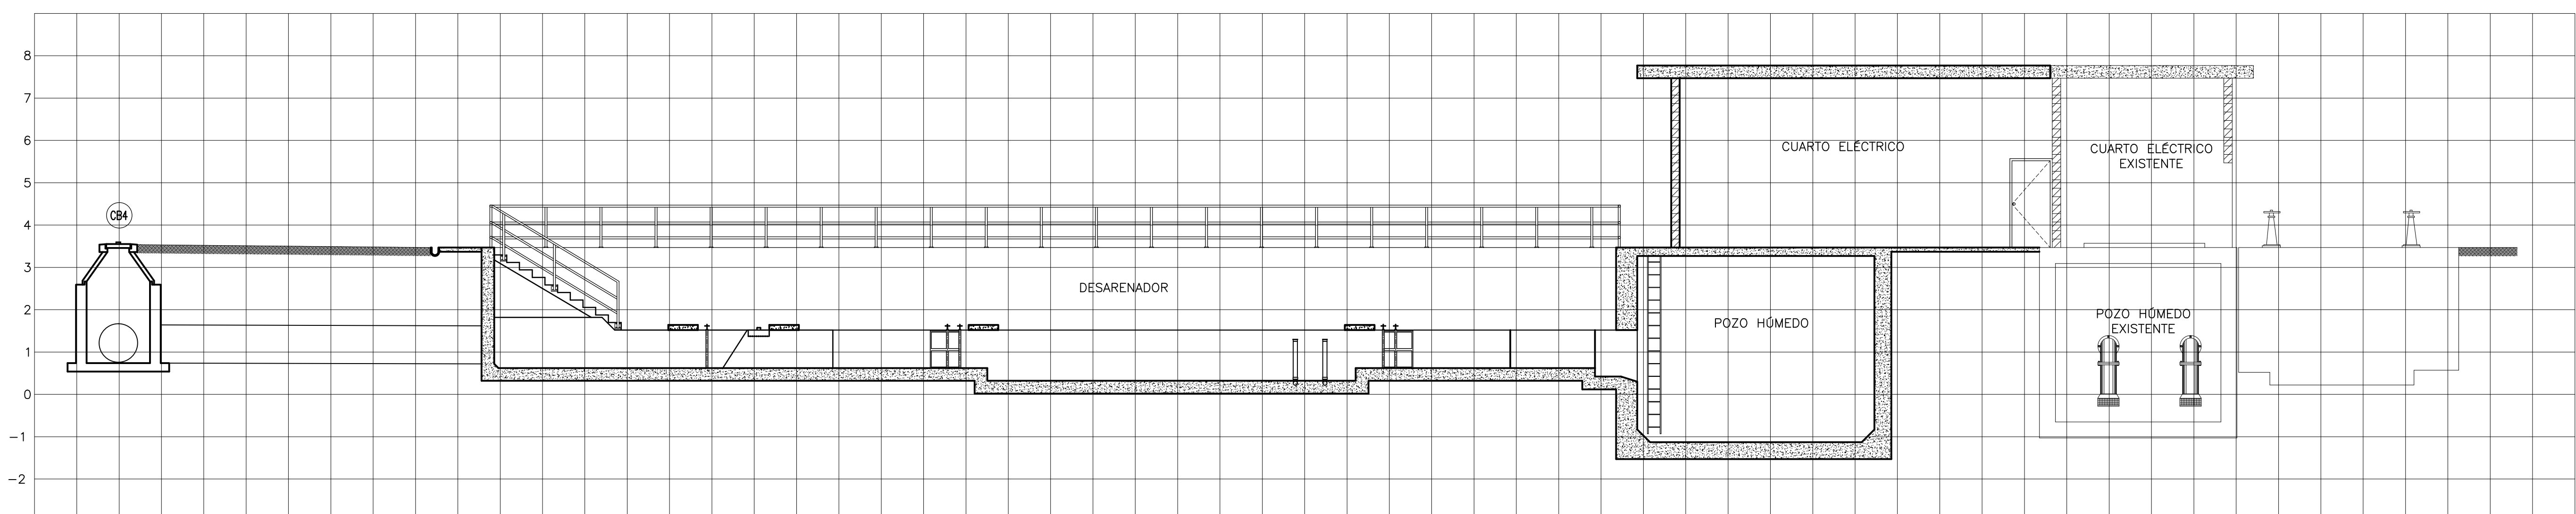 8
7
6
5
4
3
2
1
0
-1
-2
CB4
DESARENADOR
CUARTO ELÉCTRICO
CUARTO ELÉCTRICO
EXISTENTE
POZO HÚMEDO
POZO HÚMEDO
EXISTENTE